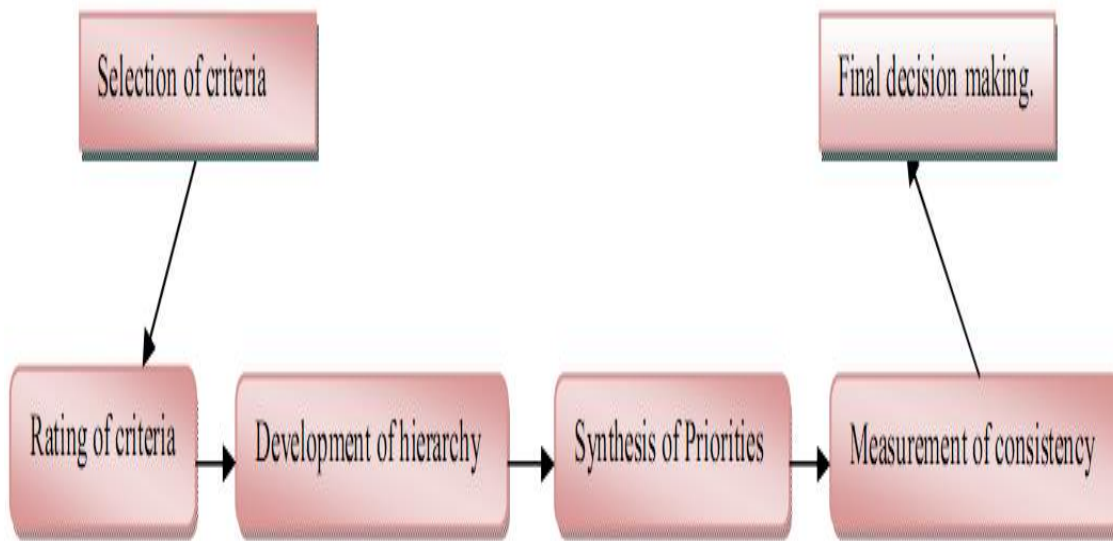 Selection of criteria
Final decision making.
Rating of criteria
Development of hierarchy
Synthesis of Priorities
Measurement of consistency